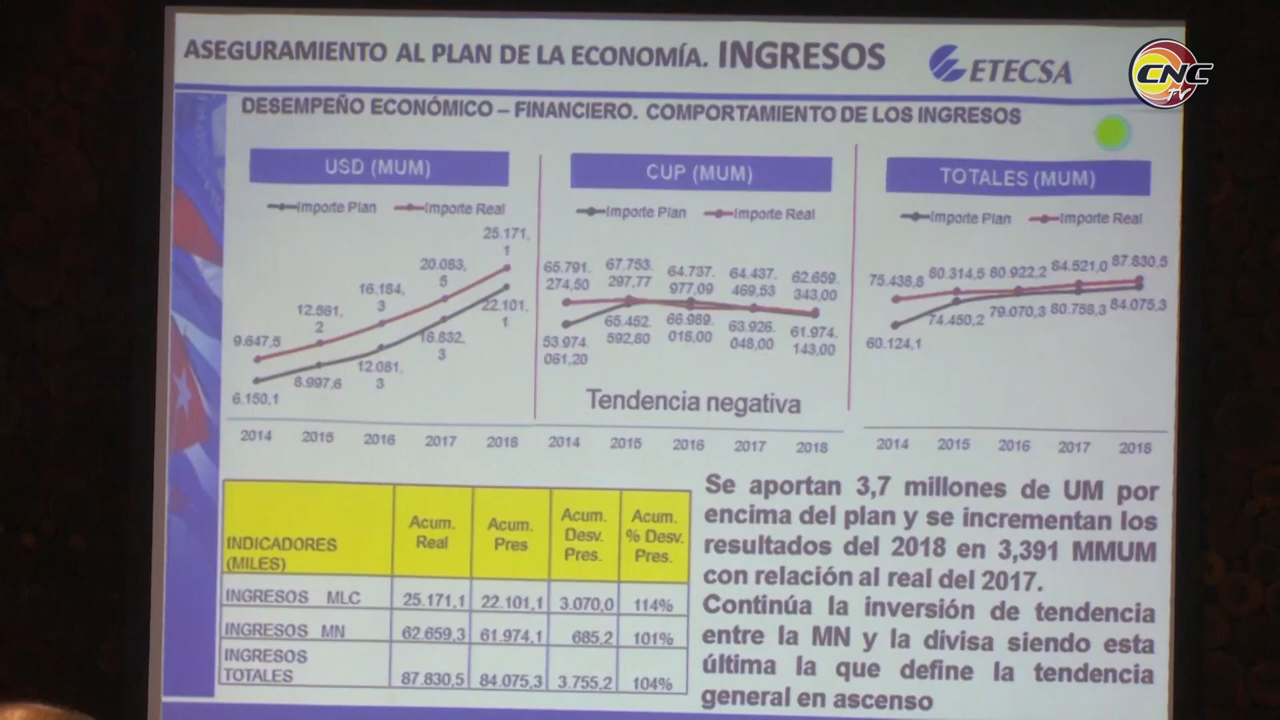 ASEGURAMIENTO AL PLAN DE LA ECONOMÍA. INGRESOS
ETECSA
CNC
TV
DESEMPEÑO ECONÓMICO – FINANCIERO. COMPORTAMIENTO DE LOS INGRESOS
USD (MUM)
Importe Plan Importe Real
25.171,
1
20.083,
5
16.184,
3
12.561,
2
9.647,5
22.101,
1
16.832,
3
12.081,
3
8.997,6
6.150,1
2014 2015 2016 2017 2018
CUP (MUM)
Importe Plan Importe Real
65.791. 67.753. 64.737. 64.437. 62.659.
274,50 297,77 977,09 469,53 343,00
53.974. 65.452. 66.989. 63.926. 61.974.
061,20 592,80 018,00 048,00 143,00
Tendencia negativa
2014 2015 2016 2017 2018
TOTALES (MUM)
Importe Plan Importe Real
75.438,8 80.314,5 80.922,2 84.521,0 87.830,5
60.124,1 74.450,2 79.070,3 80.758,3 84.075,3
2014 2015 2016 2017 2018
INDICADORES
(MILES)
Acum.
Real
Acum.
Pres
Acum.
Desv.
Pres.
Acum.
% Desv.
Pres.
INGRESOS MLC 25.171,1 22.101,1 3.070,0 114%
INGRESOS MN 62.659,3 61.974,1 685,2 101%
INGRESOS
TOTALES 87.830,5 84.075,3 3.755,2 104%
Se aportan 3,7 millones de UM por
encima del plan y se incrementan los
resultados del 2018 en 3,391 MMUM
con relación al real del 2017.
Continúa la inversión de tendencia
entre la MN y la divisa siendo esta
última la que define la tendencia
general en ascenso